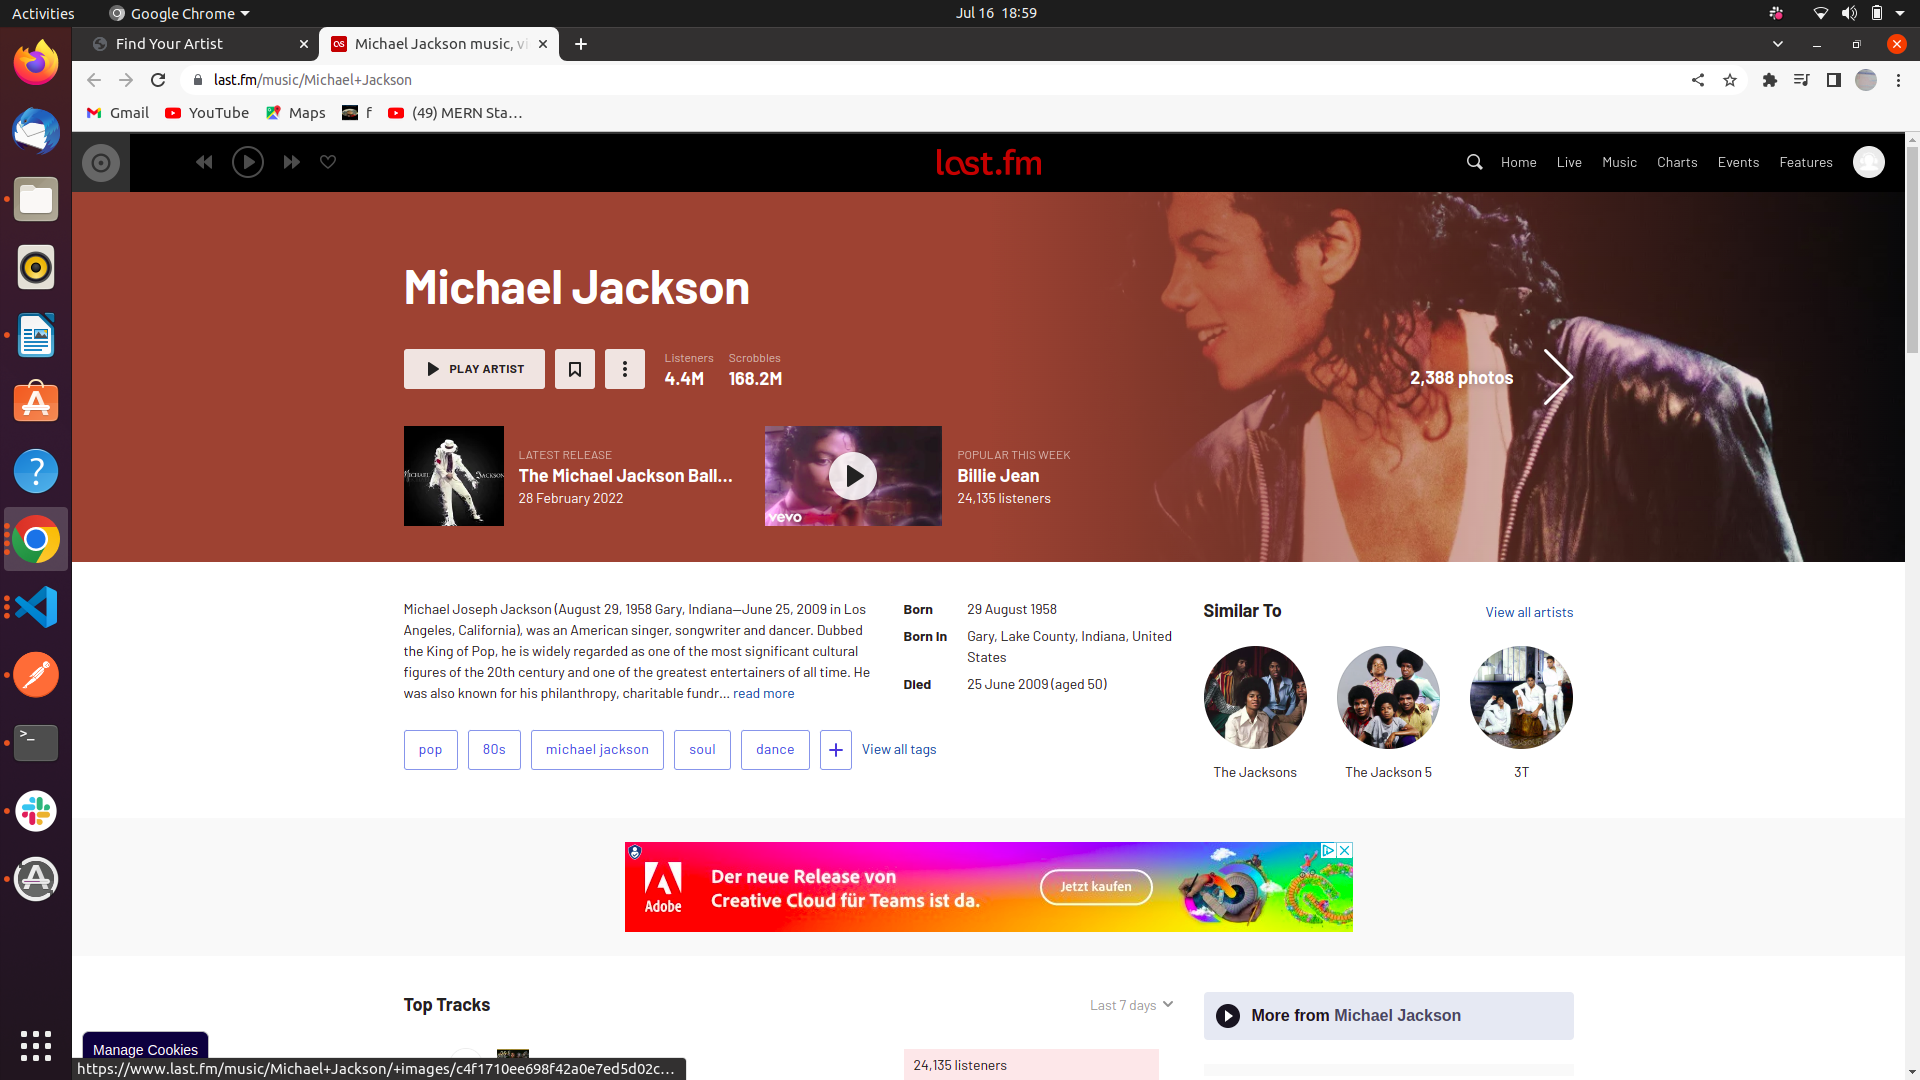 Activities
Google Chrome
Jul 16 18:59
Find Your Artist
Michael Jackson music, vi
last.fm/music/Michael+Jackson
Gmail
YouTube
Maps
f
(49) MERN Sta…
last.fm
Home
Live
Music
Charts
Events
Features
Michael Jackson
PLAY ARTIST
Listeners
4.4M
Scrobbles
168.2M
2,388 photos
MICHAEL JACKSON
LATEST RELEASE
The Michael Jackson Ball…
28 February 2022
vevo
POPULAR THIS WEEK
Billie Jean
24,135 listeners
Michael Joseph Jackson (August 29, 1958 Gary, Indiana—June 25, 2009 in Los
Angeles, California), was an American singer, songwriter and dancer. Dubbed
the King of Pop, he is widely regarded as one of the most significant cultural
figures of the 20th century and one of the greatest entertainers of all time. He
was also known for his philanthropy, charitable fundr… read more
Born
29 August 1958
Born In
Gary, Lake County, Indiana, United
States
Died
25 June 2009 (aged 50)
pop
80s
michael jackson
soul
dance
View all tags
Similar To
View all artists
The Jacksons
The Jackson 5
3T
Adobe
Der neue Release von
Creative Cloud für Teams ist da.
Jetzt kaufen
Top Tracks
Last 7 days
24,135 listeners
More from Michael Jackson
Manage Cookies
https://www.last.fm/music/Michael+Jackson/+images/c4f1710ee698f42a0e7ed5d02c…